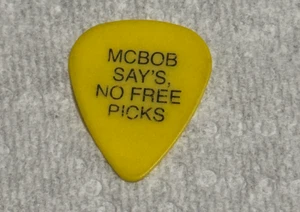 MCBOB
SAY'S,
NO FREE
PICKS